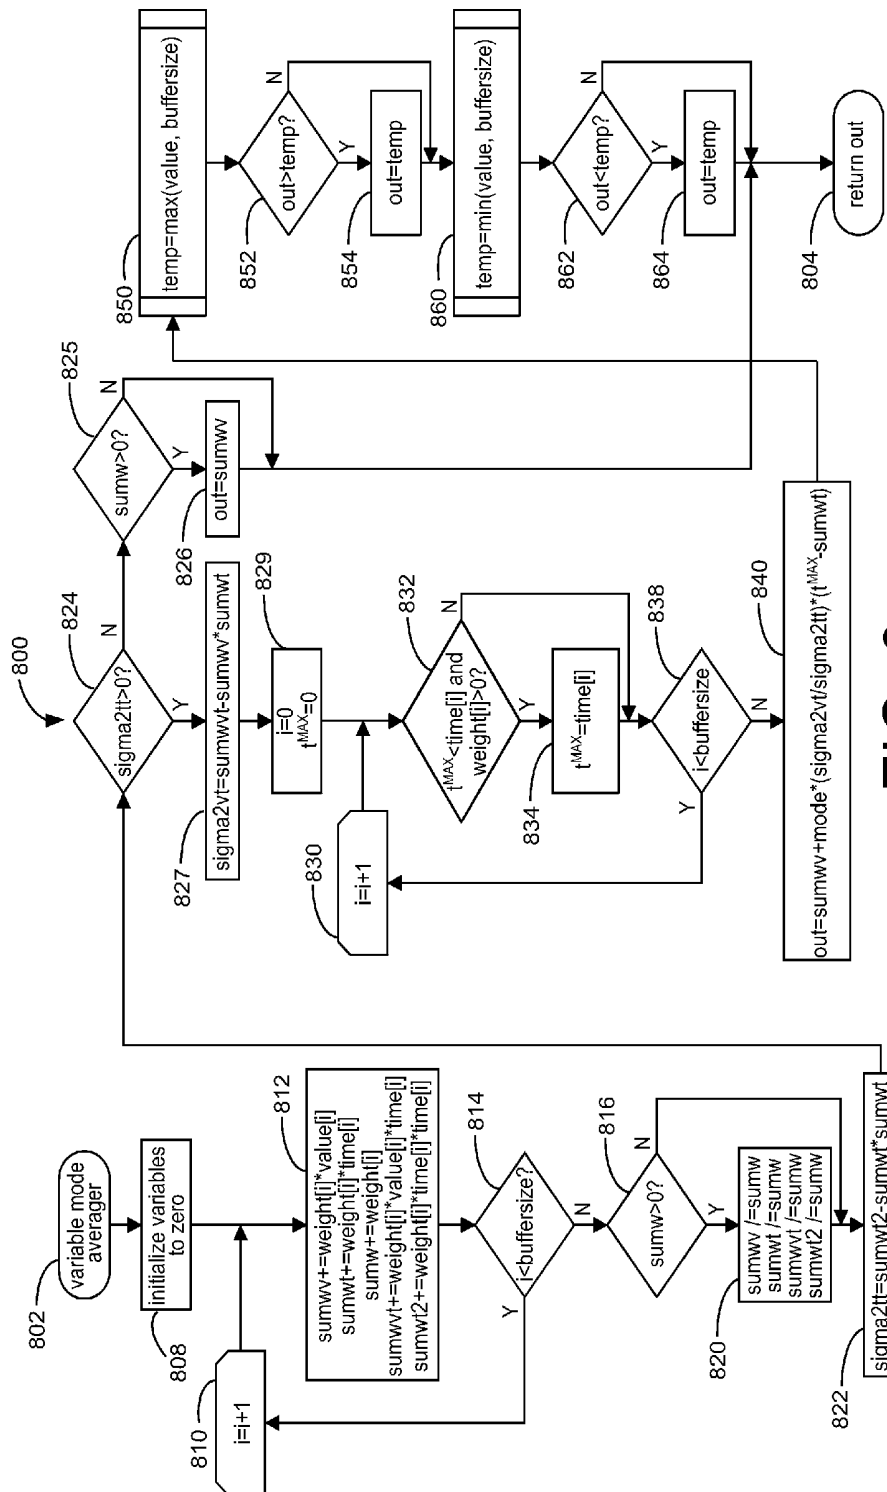 800
802
variable mode
averager
808
initialize variables
to zero
810
i=i+1
812
sumwv+=weight[i]*value[i]
sumwt+=weight[i]*time[i]
sumw+=weight[i]
sumwvt+=weight[i]*value[i]*time[i]
sumwt2+=weight[i]*time[i]*time[i]
814
i<buffersize?
Y
N
816
sumw>0?
N
Y
820
sumwv /=sumw
sumwt /=sumw
sumwvt /=sumw
sumwt2 /=sumw
822
sigma2tt=sumwt2-sumwt*sumwt
824
sigma2tt>0?
N
Y
825
sumw>0?
N
Y
826
out=sumwv
827
sigma2vt=sumwvt-sumwv*sumwt
829
i=0
tMAX=0
830
i=i+1
832
tMAX<time[i] and
weight[i]>0?
N
Y
834
tMAX=time[i]
838
i<buffersize
Y
N
840
out=sumwv+mode*(sigma2vt/sigma2tt)*(tMAX-sumwt)
850
temp=max(value, buffersize)
852
out>temp?
N
Y
854
out=temp
860
temp=min(value, buffersize)
862
out<temp?
N
Y
864
out=temp
804
return out